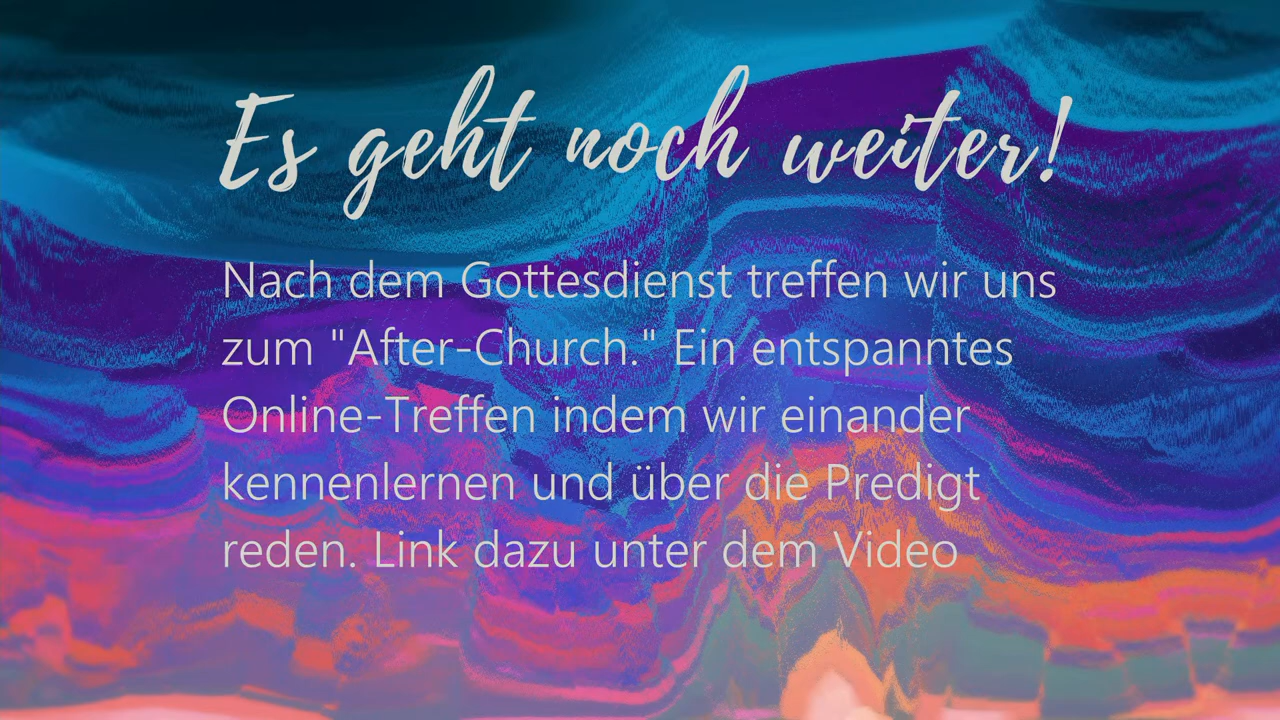 Es geht noch weiter!
Nach dem Gottesdienst treffen wir uns
zum "After-Church." Ein entspanntes
Online-Treffen indem wir einander
kennenlernen und über die Predigt
reden. Link dazu unter dem Video